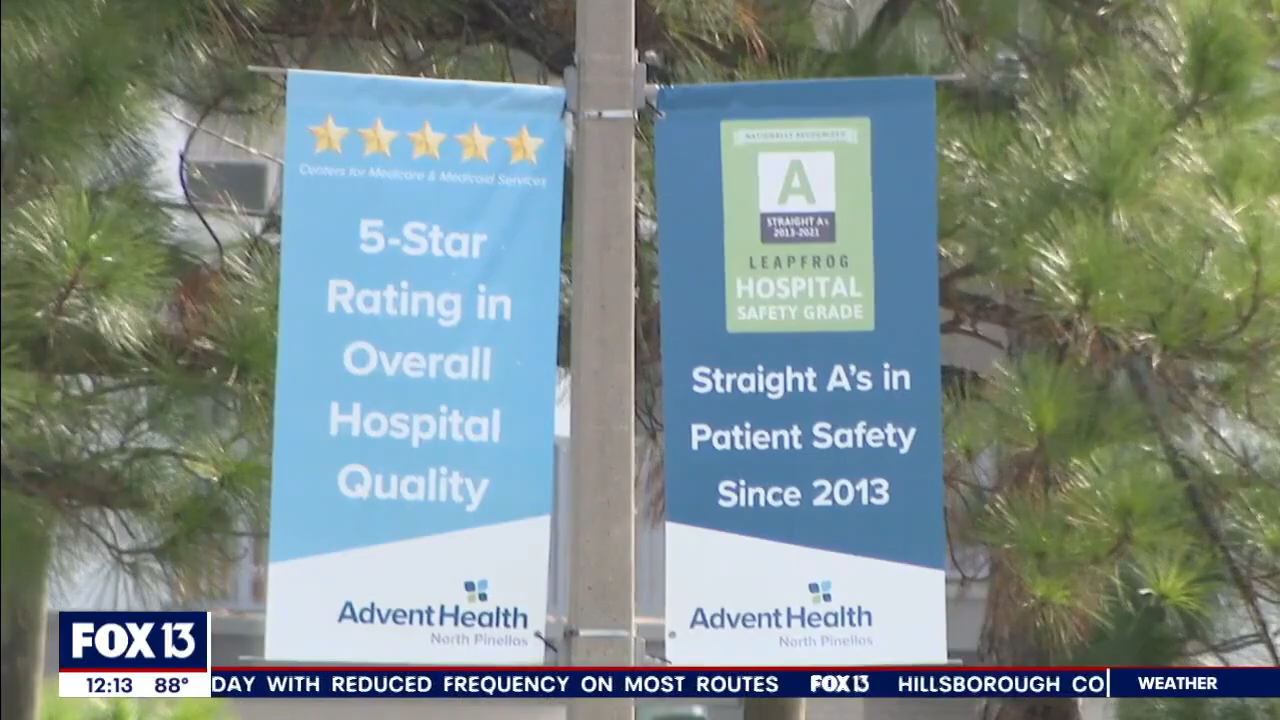 Centers for Medicare & Medicaid Services
5-Star
Rating in
Overall
Hospital
Quality
AdventHealth
North Pinellas
NATIONALLY RECOGNIZED
A
STRAIGHT A's
2013-2021
LEAPFROG
HOSPITAL
SAFETY GRADE
Straight A's in
Patient Safety
Since 2013
AdventHealth
North Pinellas
FOX 13
12:13 88°
DAY WITH REDUCED FREQUENCY ON MOST ROUTES FOX 13 HILLSBOROUGH CO
WEATHER